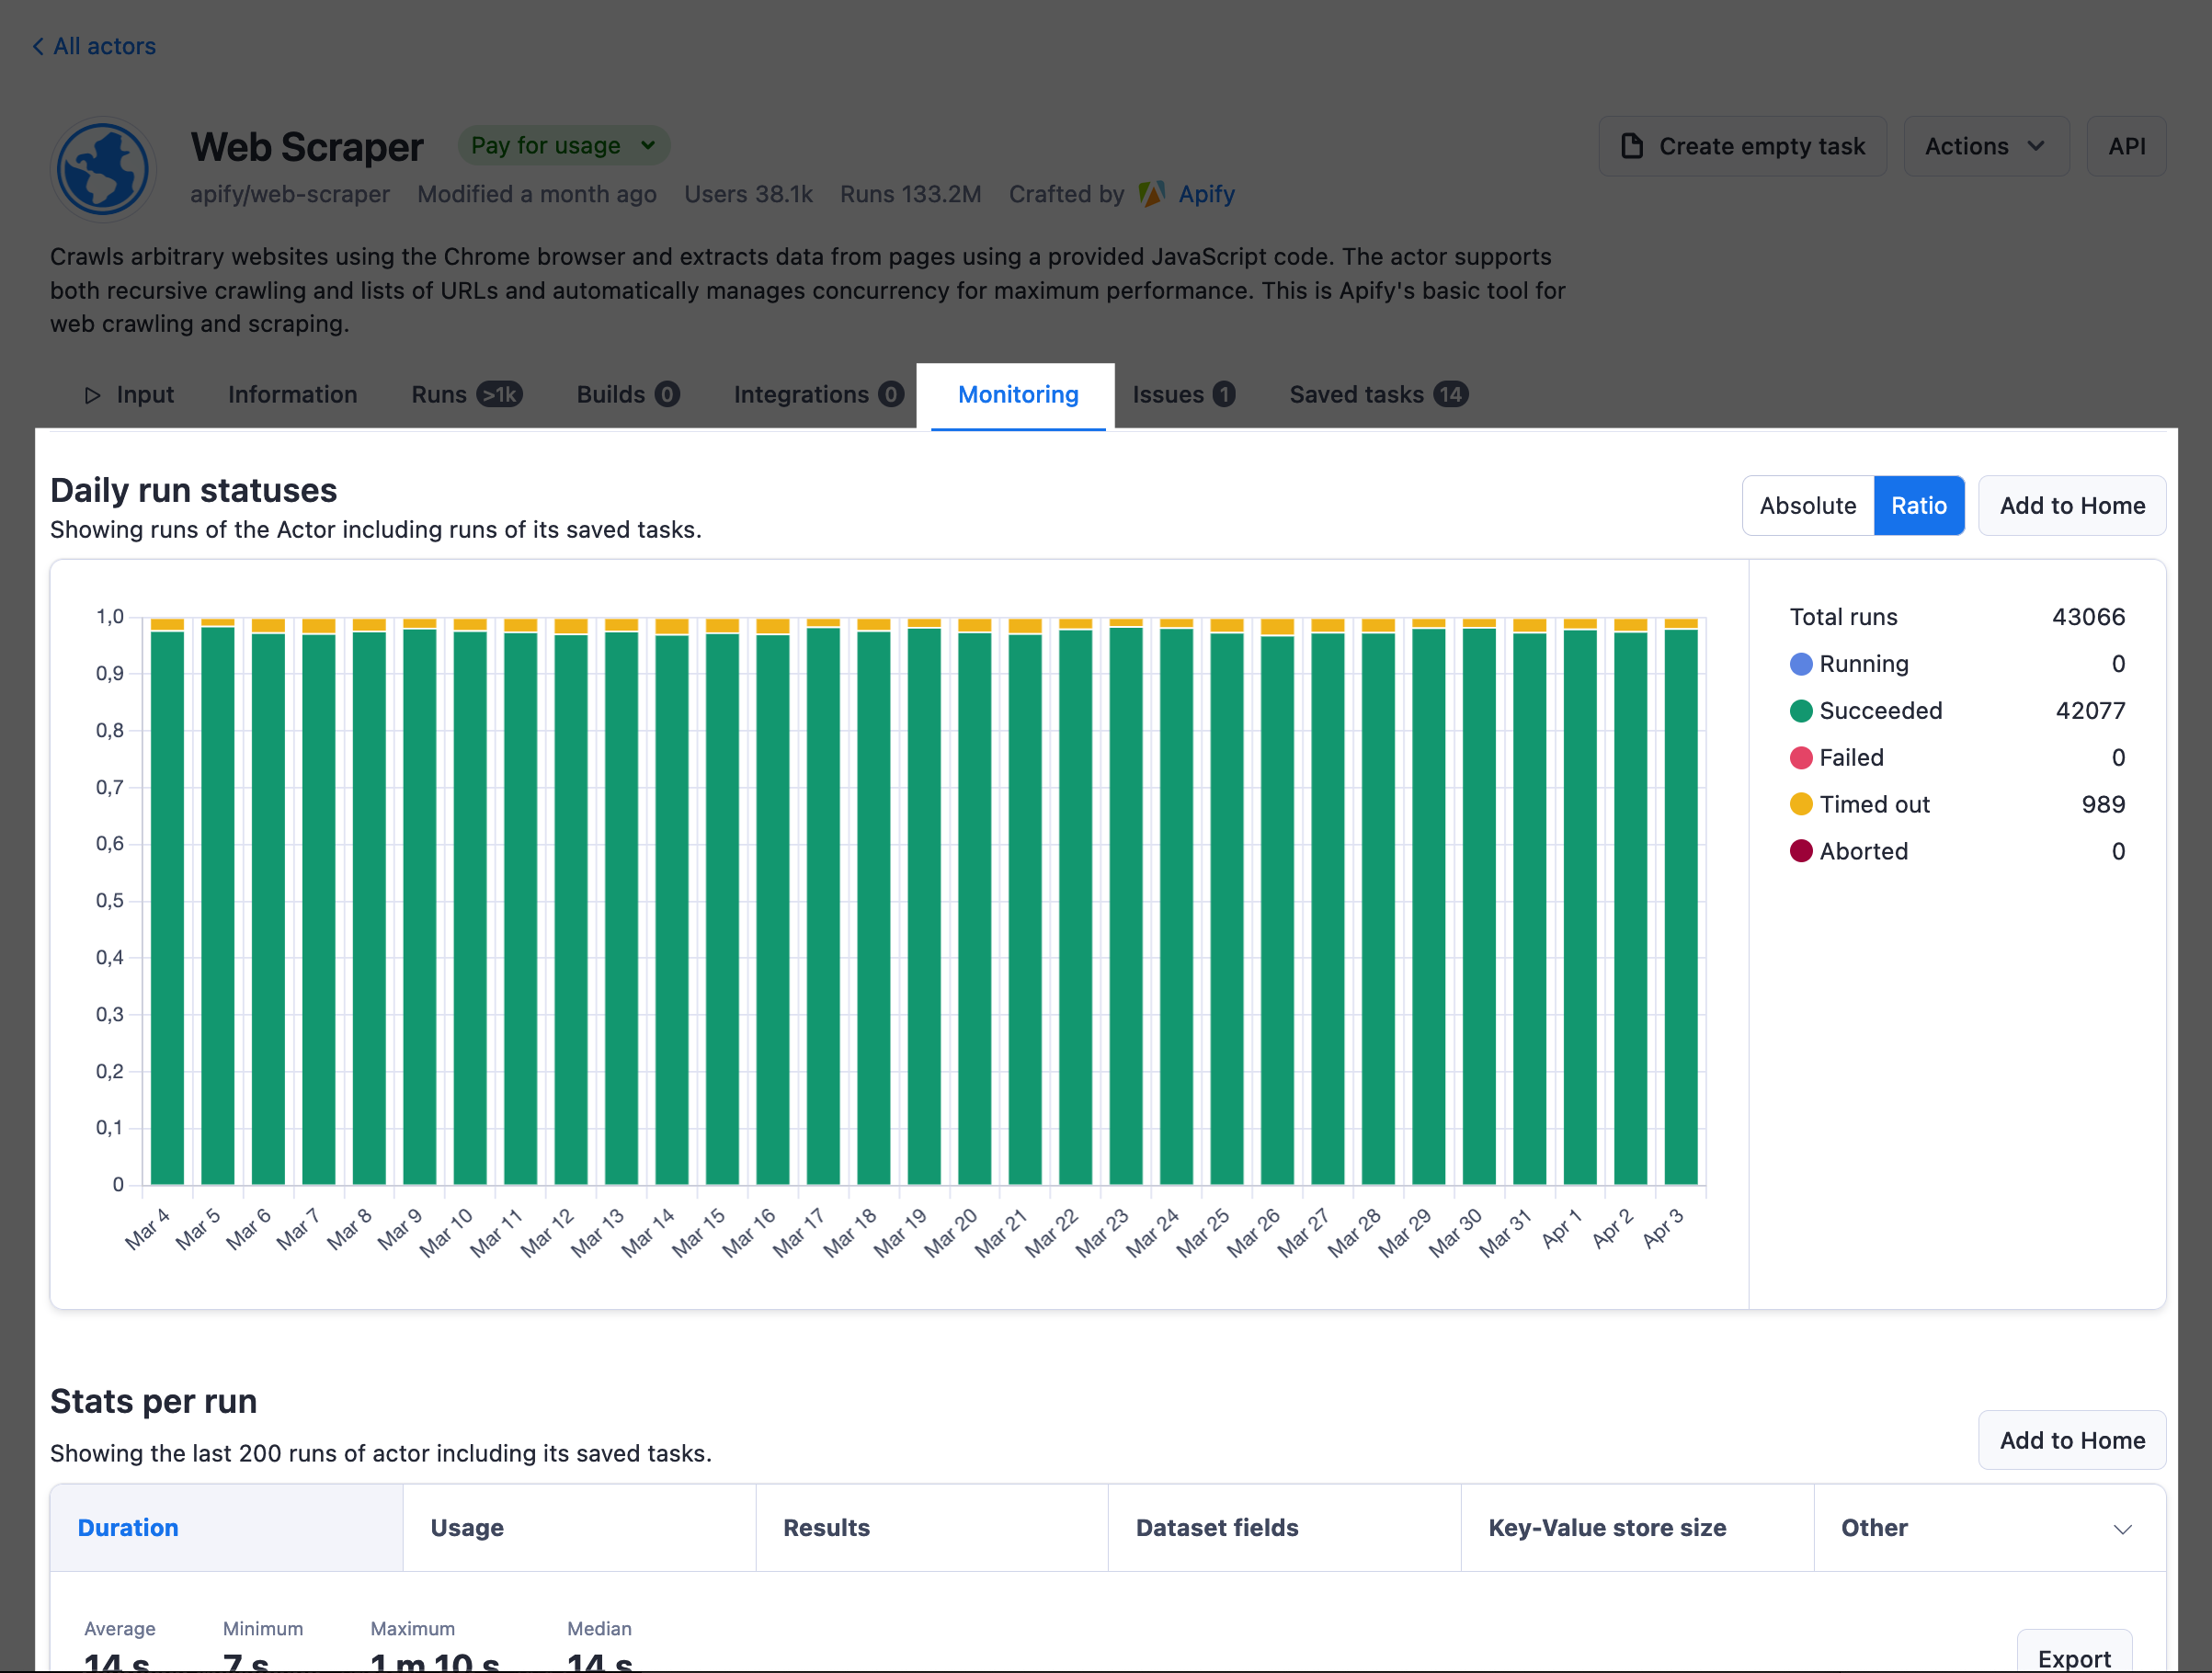 All actors
Web Scraper Pay for usage
Create empty task Actions API
apify/web-scraper Modified a month ago Users 38.1k Runs 133.2M Crafted by Apify
Crawls arbitrary websites using the Chrome browser and extracts data from pages using a provided JavaScript code. The actor supports
both recursive crawling and lists of URLs and automatically manages concurrency for maximum performance. This is Apify's basic tool for
web crawling and scraping.
Input Information Runs >1k Builds 0 Integrations 0 Monitoring Issues 1 Saved tasks 14
Daily run statuses
Showing runs of the Actor including runs of its saved tasks.
Absolute Ratio Add to Home
1,0
0,9
0,8
0,7
0,6
0,5
0,4
0,3
0,2
0,1
0
Mar 4 Mar 5 Mar 6 Mar 7 Mar 8 Mar 9 Mar 10 Mar 11 Mar 12 Mar 13 Mar 14 Mar 15 Mar 16 Mar 17 Mar 18 Mar 19 Mar 20 Mar 21 Mar 22 Mar 23 Mar 24 Mar 25 Mar 26 Mar 27 Mar 28 Mar 29 Mar 30 Mar 31 Apr 1 Apr 2 Apr 3
Total runs 43066
Running 0
Succeeded 42077
Failed 0
Timed out 989
Aborted 0
Stats per run
Showing the last 200 runs of actor including its saved tasks.
Add to Home
Duration Usage Results Dataset fields Key-Value store size Other
Average Minimum Maximum Median
14 s 7 s 1 m 10 s 14 s
Export